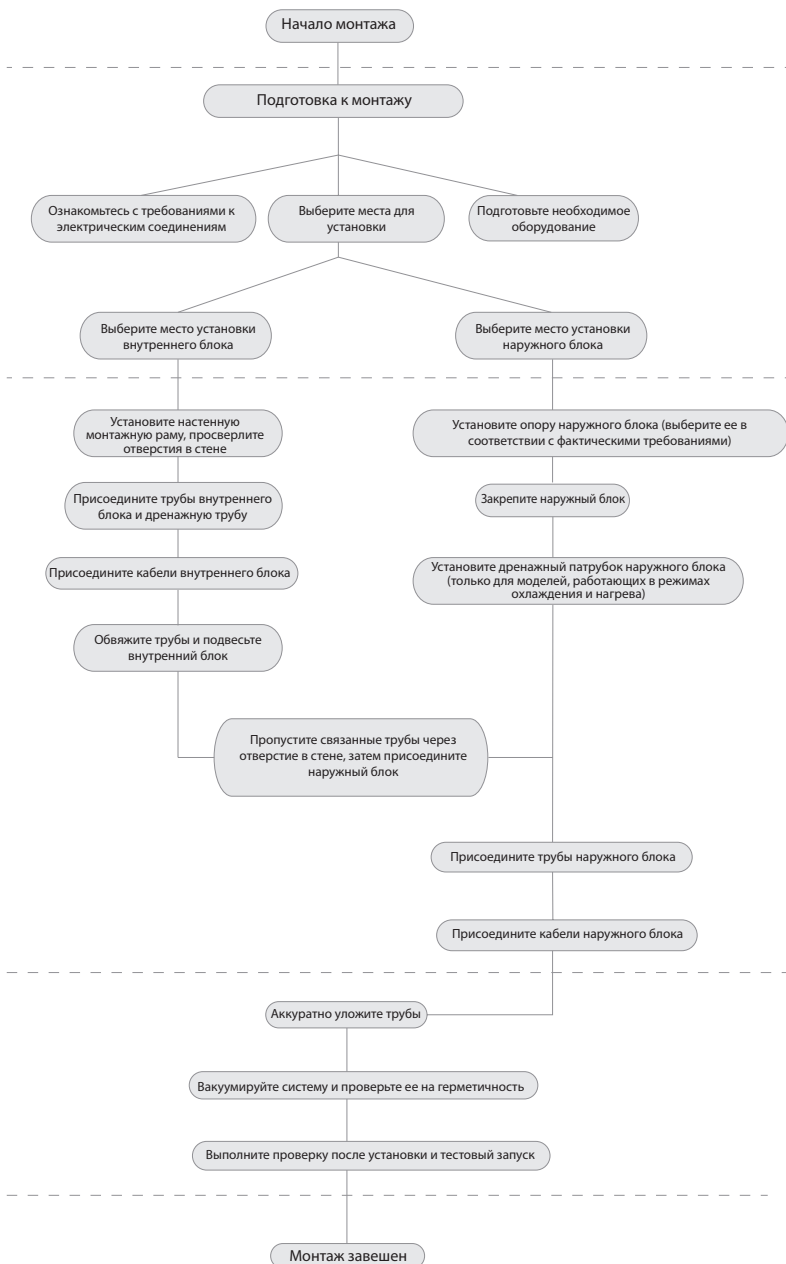 Начало монтажа
Подготовка к монтажу
Ознакомьтесь с требованиями к
электрическим соединениям
Выберите места для
установки
Подготовьте необходимое
оборудование
Выберите место установки
внутреннего блока
Выберите место установки
наружного блока
Установите настенную
монтажную раму, просверлите
отверстия в стене
Установите опору наружного блока (выберите ее в
соответствии с фактическими требованиями)
Присоедините трубы внутреннего
блока и дренажную трубу
Закрепите наружный блок
Присоедините кабели внутреннего блока
Установите дренажный патрубок наружного блока
(только для моделей, работающих в режимах
охлаждения и нагрева)
Обвяжите трубы и подвесьте
внутренний блок
Пропустите связанные трубы через
отверстие в стене, затем присоедините
наружный блок
Присоедините трубы наружного блока
Присоедините кабели наружного блока
Аккуратно уложите трубы
Вакуумируйте систему и проверьте ее на герметичность
Выполните проверку после установки и тестовый запуск
Монтаж завешен